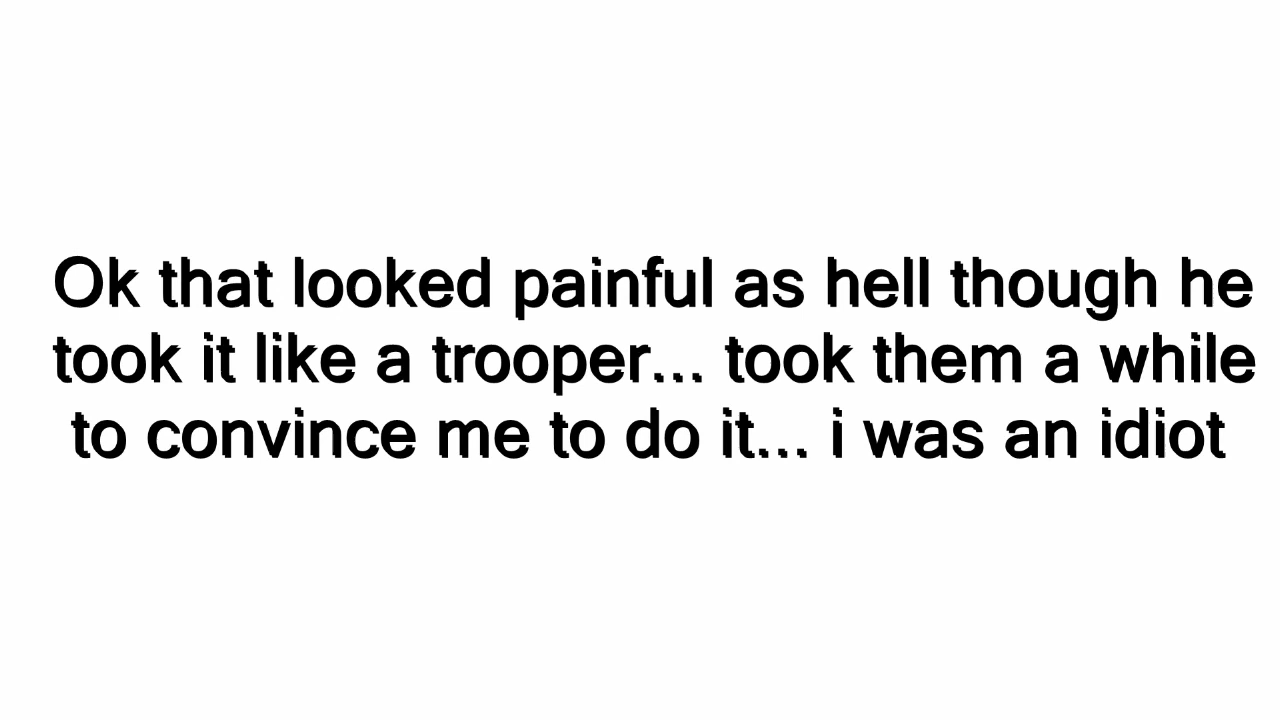 Ok that looked painful as hell though he
took it like a trooper... took them a while
to convince me to do it... i was an idiot